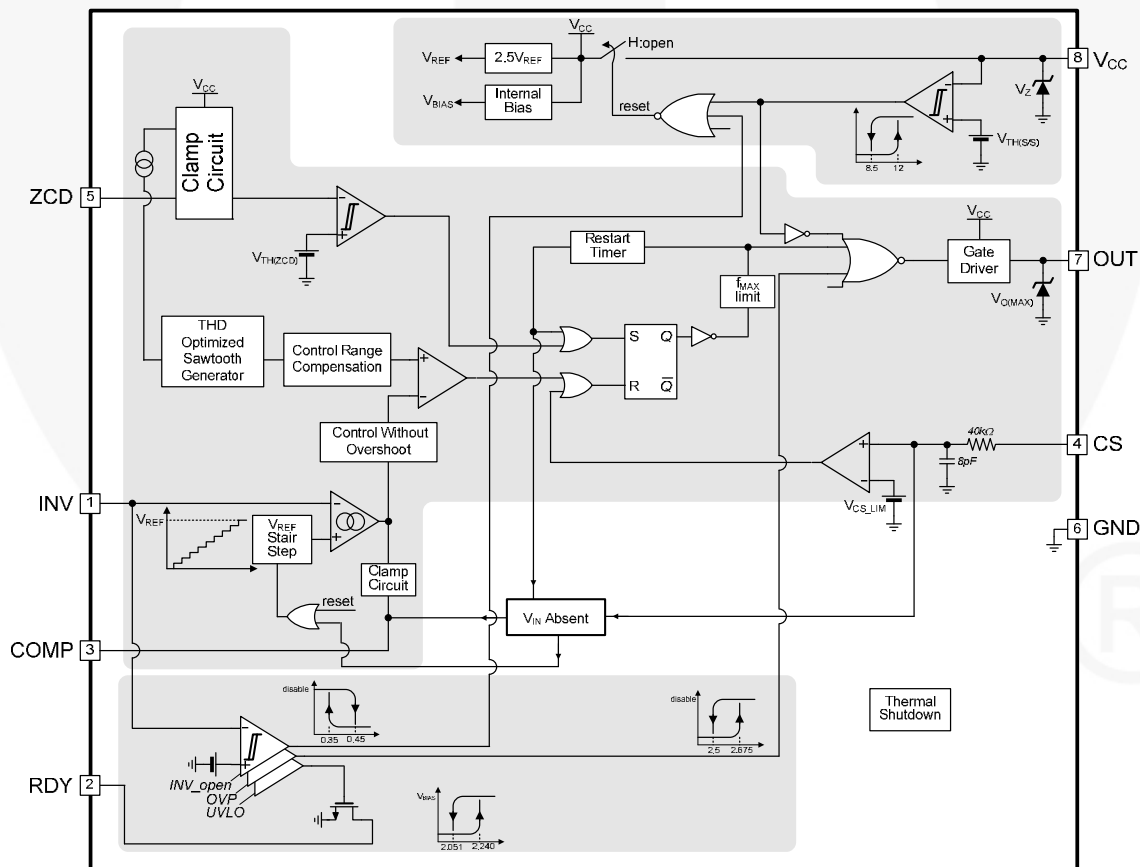 VCC
H:open
VREF
2.5VREF
8
VCC
VZ
VBIAS
Internal
Bias
reset
VTH(S/S)
8.5
12
VCC
Clamp
Circuit
ZCD
5
VTH(ZCD)
Restart
Timer
VCC
Gate
Driver
7
OUT
VO(MAX)
fMAX
limit
THD
Optimized
Sawtooth
Generator
Control Range
Compensation
+
−
S
Q
R
Q
Control Without
Overshoot
40kΩ
8pF
4
CS
VCS_LIM
INV
1
VREF
VREF
Stair
Step
Clamp
Circuit
6
GND
reset
VIN Absent
COMP
3
disable
0.35
0.45
disable
2.5
2.675
Thermal
Shutdown
INV_open
OVP
UVLO
RDY
2
VBIAS
2.051
2.240
R